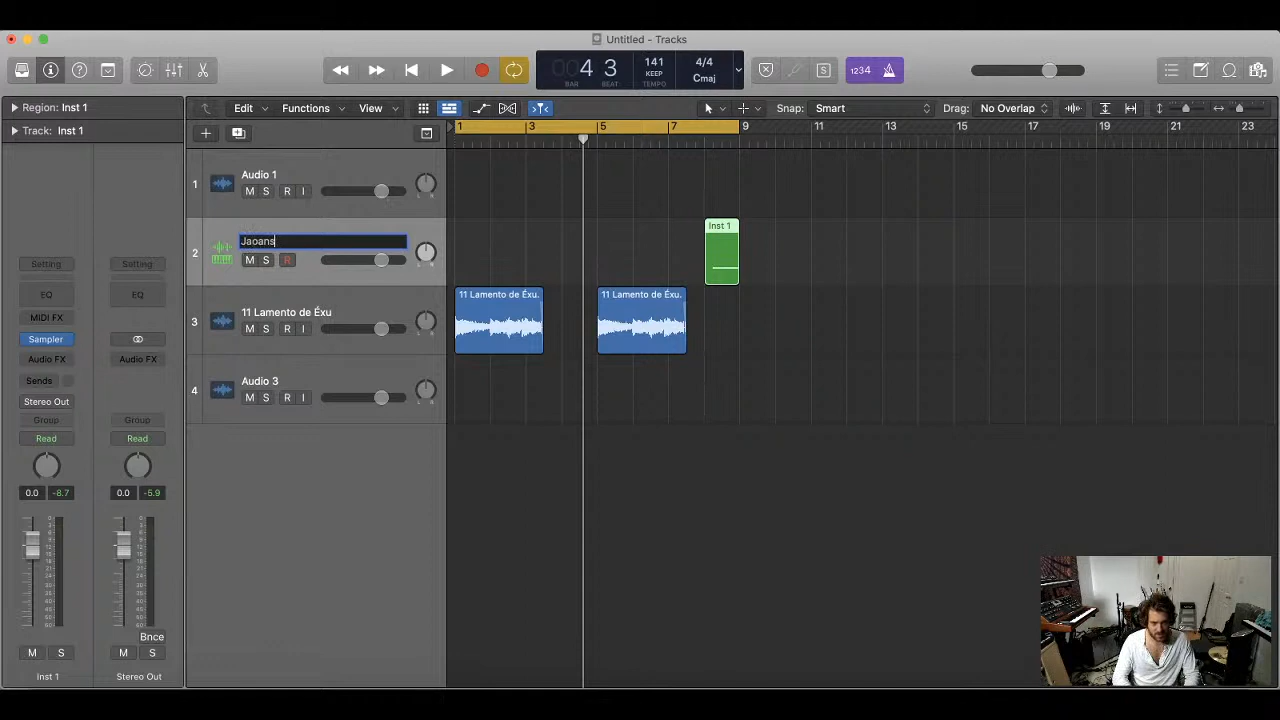 Untitled - Tracks
4 3
BAR BEAT
141
KEEP
TEMPO
4/4
Cmaj
1234
S
Region: Inst 1
Track: Inst 1
Edit Functions View
Snap: Smart
Drag: No Overlap
1 3 5 7 9 11 13 15 17 19 21 23
1
Audio 1
M S R I
2
Jaoans
M S R
Inst 1
3
11 Lamento de Éxu
M S R I
11 Lamento de Éxu.
11 Lamento de Éxu.
4
Audio 3
M S R I
Setting Setting
EQ EQ
MIDI FX
Sampler
Audio FX Audio FX
Sends
Stereo Out
Group Group
Read Read
0.0 -8.7 0.0 -5.9
Bnce
M S M S
Inst 1 Stereo Out